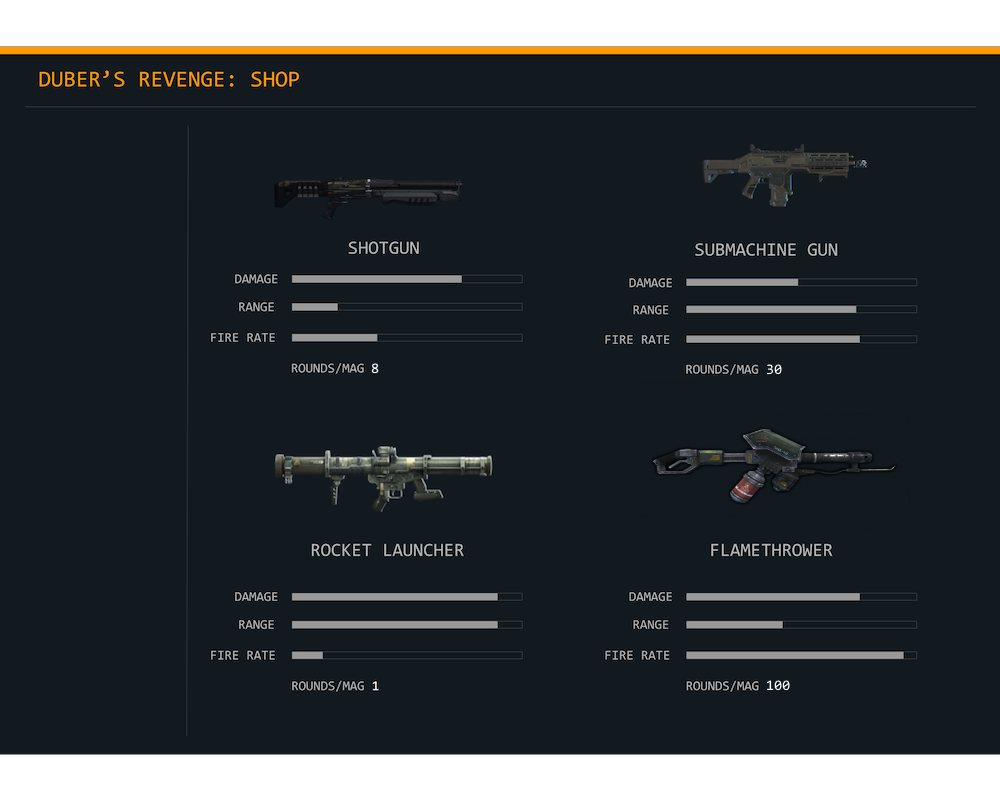 DUBER’S REVENGE: SHOP
SHOTGUN
DAMAGE
RANGE
FIRE RATE
ROUNDS/MAG 8
SUBMACHINE GUN
DAMAGE
RANGE
FIRE RATE
ROUNDS/MAG 30
ROCKET LAUNCHER
DAMAGE
RANGE
FIRE RATE
ROUNDS/MAG 1
FLAMETHROWER
DAMAGE
RANGE
FIRE RATE
ROUNDS/MAG 100